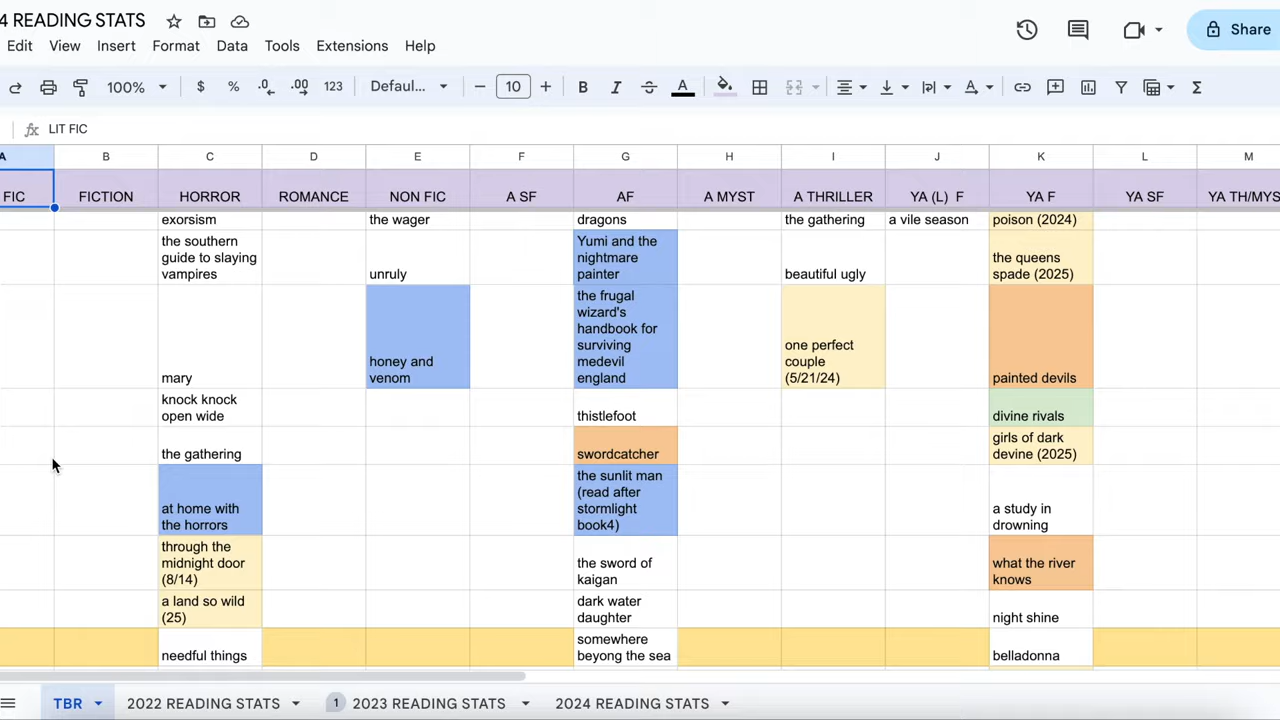 4 READING STATS
Edit View Insert Format Data Tools Extensions Help
Share
100% $ % .0 .00 123 Defaul... 10 B I A
fx LIT FIC
A B C D E F G H I J K L M
FIC FICTION HORROR ROMANCE NON FIC A SF AF A MYST A THRILLER YA (L) F YA F YA SF YA TH/MYS
exorsism the wager dragons the gathering a vile season poison (2024)
the southern
guide to slaying
vampires
unruly
Yumi and the
nightmare
painter
beautiful ugly
the queens
spade (2025)
mary
honey and
venom
the frugal
wizard's
handbook for
surviving
medevil
england
one perfect
couple
(5/21/24)
painted devils
knock knock
open wide
thistlefoot
divine rivals
the gathering
swordcatcher
girls of dark
devine (2025)
at home with
the horrors
the sunlit man
(read after
stormlight
book4)
a study in
drowning
through the
midnight door
(8/14)
the sword of
kaigan
what the river
knows
a land so wild
(25)
dark water
daughter
night shine
needful things
somewhere
beyong the sea
belladonna
TBR 2022 READING STATS 1 2023 READING STATS 2024 READING STATS